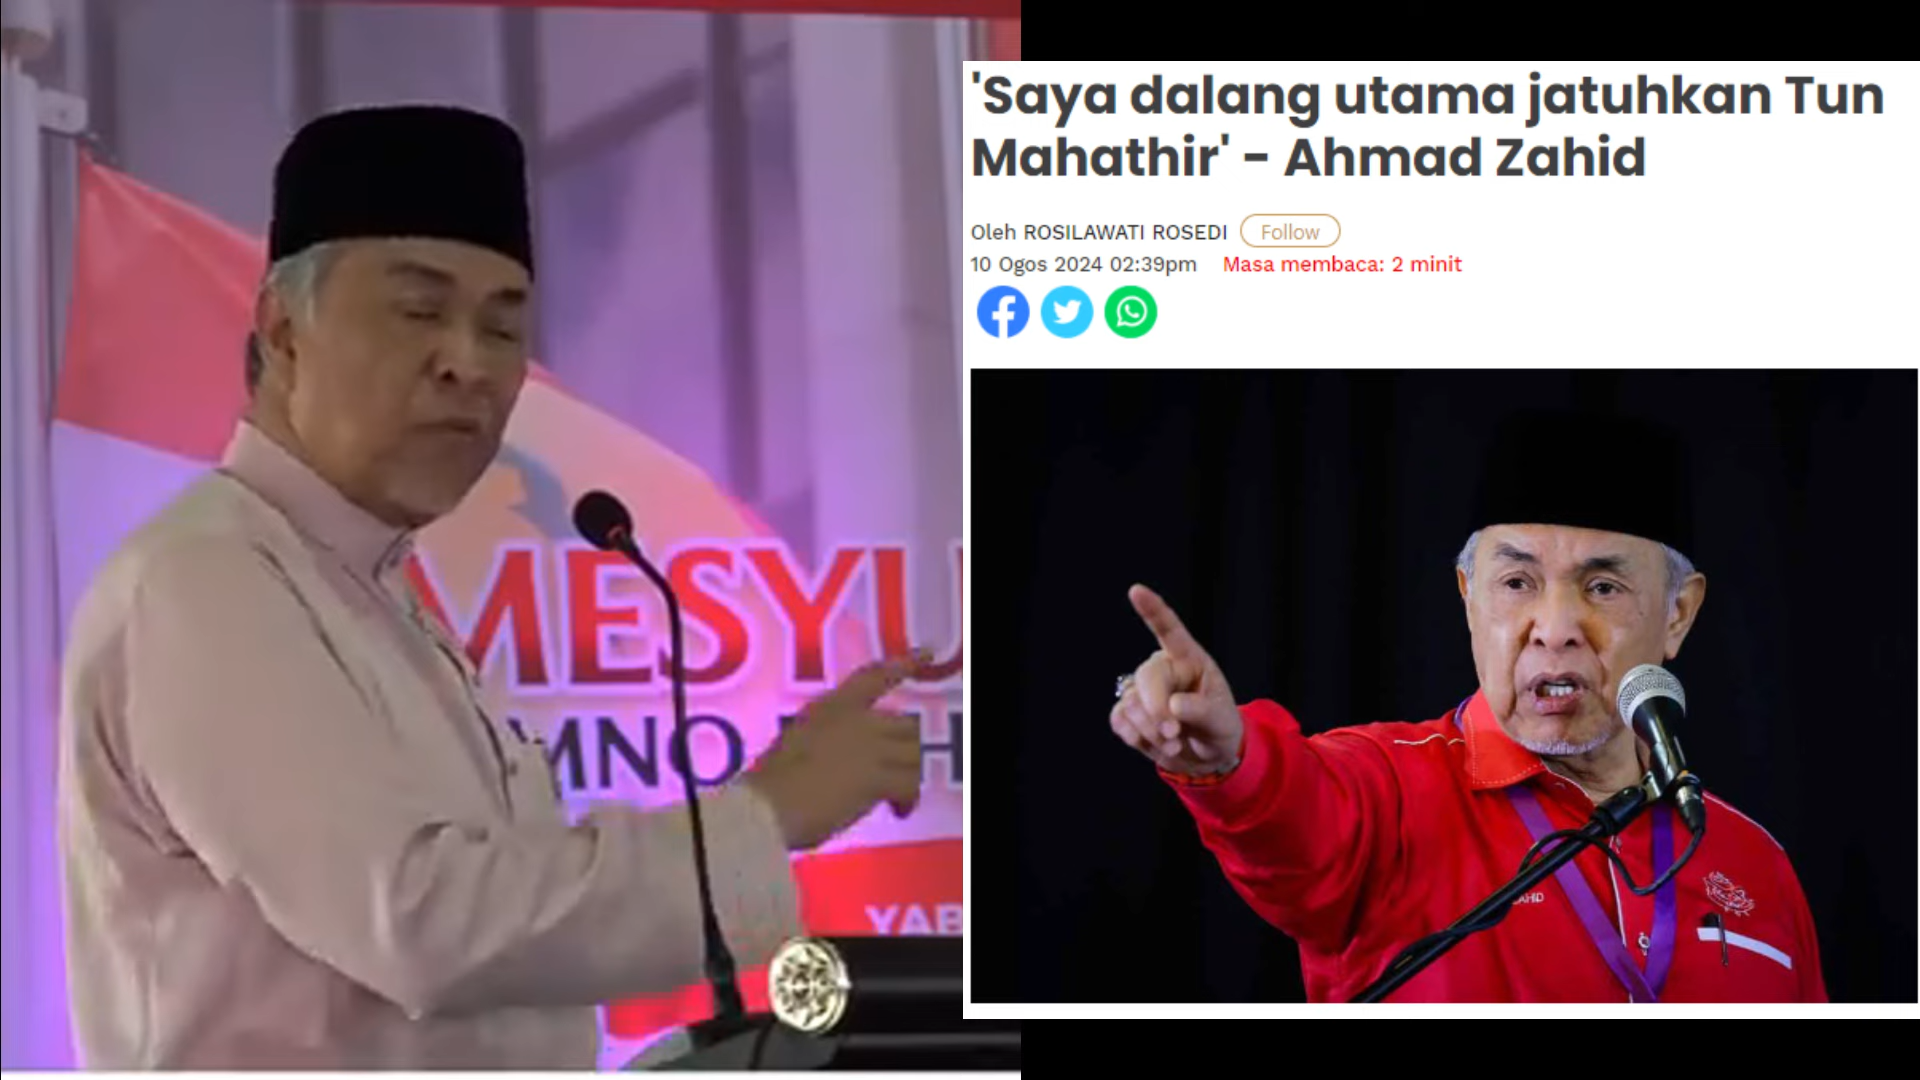 'Saya dalang utama jatuhkan Tun
Mahathir' - Ahmad Zahid
Oleh ROSILAWATI ROSEDI Follow
10 Ogos 2024 02:39pm Masa membaca: 2 minit
MESYU
MNO
YAB